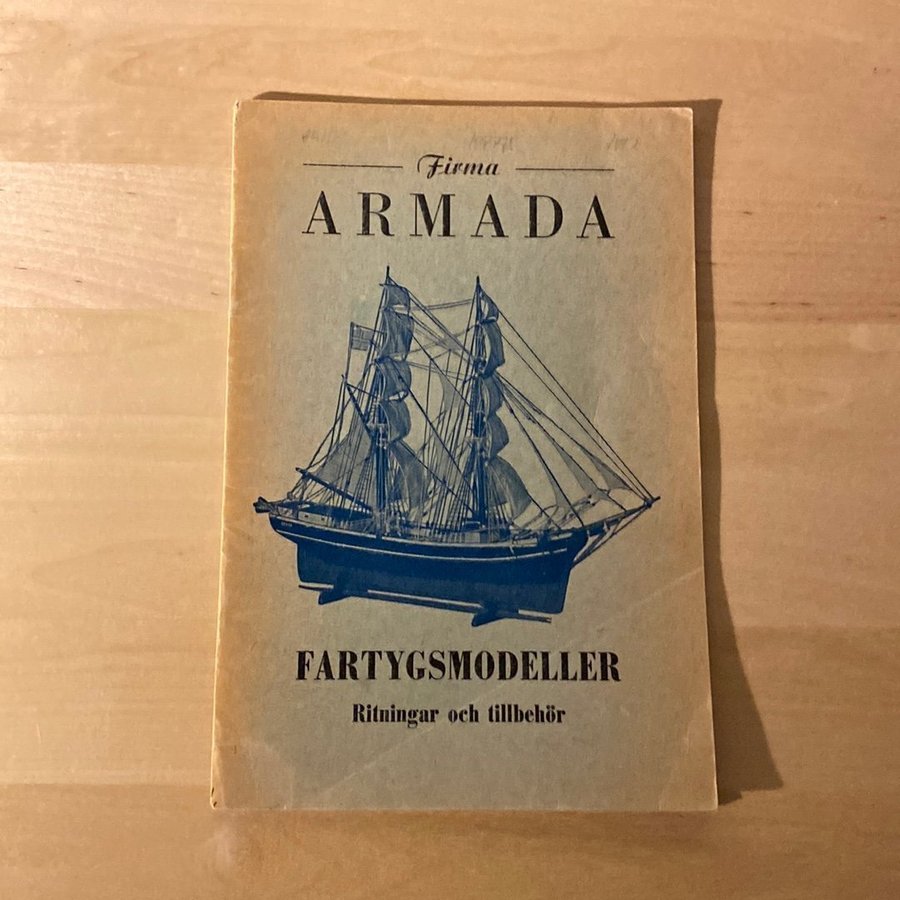 Firma
ARMADA
FARTYGSMODELLER
Ritningar och tillbehör